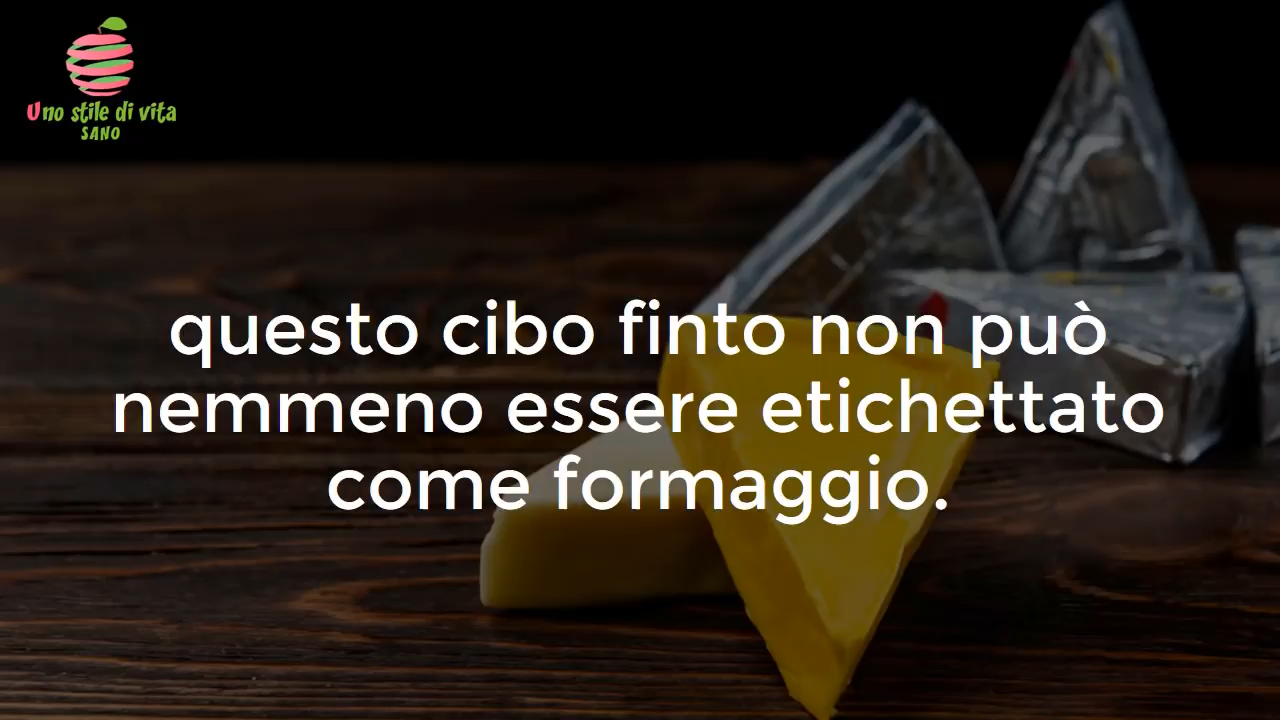 Uno stile di vita
SANO
questo cibo finto non può
nemmeno essere etichettato
come formaggio.